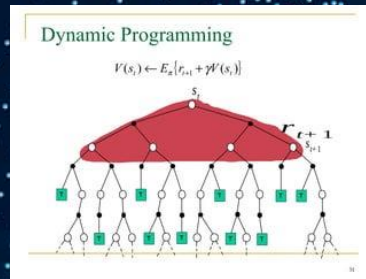 Dynamic Programming
V(s_t) ← E_π{r_{t+1} + γV(s_t)}
s_t
r_{t+1}
s_{t+1}
T T T T T
T T T T T